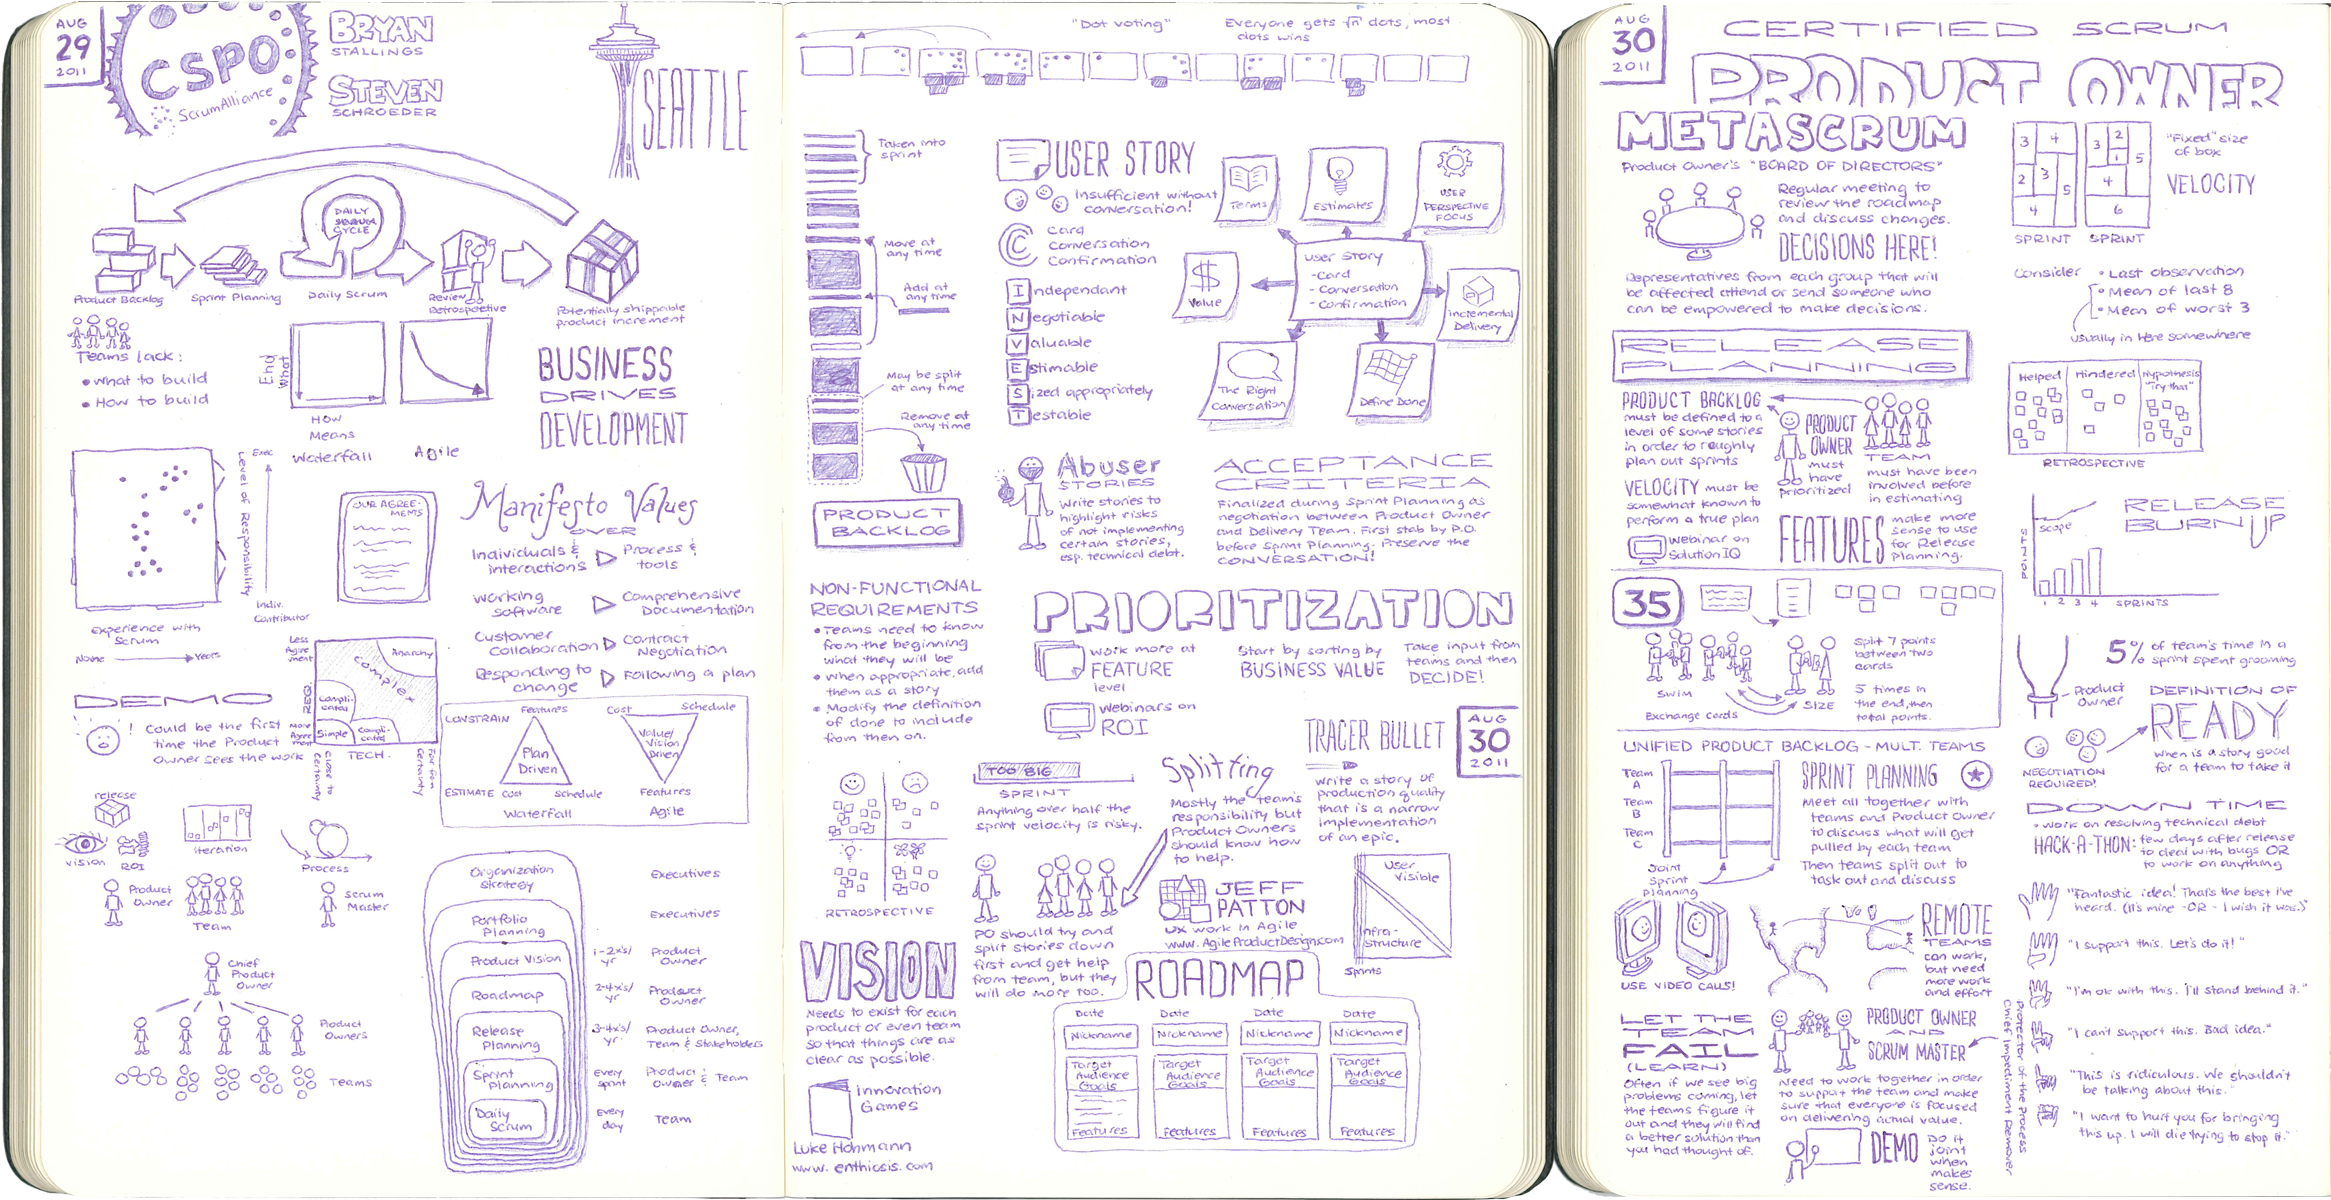 AUG
29
2011
CSPO
ScrumAlliance
BRYAN
STALLINGS
STEVEN
SCHROEDER
SEATTLE
DAILY
SCRUM
CYCLE
Product Backlog
Sprint Planning
Daily Scrum
Review
Retrospective
Potentially shippable
product increment
Teams lack:
• What to build
• How to build
End
What
How
Means
Waterfall
Agile
BUSINESS
DRIVES
DEVELOPMENT
Level of Responsibility
Exec
Indiv.
Contributor
Experience with
Scrum
None
Years
OUR AGREE-
MENTS
Manifesto Values
OVER
Individuals &
interactions
Process &
tools
Working
Software
Comprehensive
Documentation
Customer
Collaboration
Contract
Negotiation
Responding to
change
Following a plan
DEMO
! Could be the first
time the Product
Owner sees the work
Less
Agree-
ment
REQ.
More
Agree-
ment
Anarchy
Complex
Compli-
cated
Simple
Compli-
cated
Close to
Certainty
TECH.
Far from
Certainty
CONSTRAIN
Features
Cost
Schedule
Plan
Driven
Value/
Vision
Driven
ESTIMATE
Cost
Schedule
Features
Waterfall
Agile
release
vision
ROI
iteration
Process
Product
Owner
Team
Scrum
Master
Chief
Product
Owner
Product
Owners
Teams
Organization
Strategy
Executives
Portfolio
Planning
Executives
Product Vision
1-2x's/
yr
Product
Owner
Roadmap
2-4x's/
yr
Product
Owner
Release
Planning
3-4x's/
yr.
Product Owner,
Team & Stakeholders
Sprint
Planning
every
sprint
Product
Owner & Team
Daily
Scrum
Every
day
Team
"Dot voting"
Everyone gets √n dots, most
dots wins
Taken into
sprint
Move at
any time
Add at
any time
May be split
at any time
Remove at
any time
PRODUCT
BACKLOG
USER STORY
Insufficient without
conversation!
Card
Conversation
Confirmation
Independant
Negotiable
Valuable
Estimable
Sized appropriately
Testable
Terms
Estimates
USER
PERSPECTIVE
FOCUS
Value
User Story
- Card
- Conversation
- Confirmation
Incremental
Delivery
The Right
Conversation
Define Done
Abuser
STORIES
Write stories to
highlight risks
of not implementing
certain stories,
esp. technical debt.
ACCEPTANCE
CRITERIA
Finalized during Sprint Planning as
negotiation between Product Owner
and Delivery Team. First stab by P.O.
before Sprint Planning. Preserve the
CONVERSATION!
NON-FUNCTIONAL
REQUIREMENTS
• Teams need to know
from the beginning
what they will be
• When appropriate, add
them as a story
• Modify the definition
of done to include
from then on.
PRIORITIZATION
Work more at
FEATURE
level
Start by sorting by
BUSINESS VALUE
Take input from
teams and then
DECIDE!
Webinars on
ROI
TRACER BULLET
AUG
30
2011
Write a story of
production quality
that is a narrow
implementation
of an epic.
TOO BIG
SPRINT
Anything over half the
sprint velocity is risky.
Splitting
Mostly the team's
responsibility but
Product Owners
should know how
to help.
RETROSPECTIVE
PO should try and
split stories down
first and get help
from team, but they
will do more too.
JEFF
PATTON
UX work in Agile
www.AgileProductDesign.com
User
Visible
Infra-
structure
Sprints
VISION
Needs to exist for each
product or even team
so that things are as
clear as possible.
Innovation
Games
Luke Hohmann
www.enthiosis.com
ROADMAP
Date
Date
Date
Date
Nickname
Nickname
Nickname
Nickname
Target
Audience
Goals
Target
Audience
Goals
Target
Audience
Goals
Target
Audience
Goals
Features
Features
Features
Features
AUG
30
2011
CERTIFIED SCRUM
PRODUCT OWNER
METASCRUM
Product Owner's "BOARD OF DIRECTORS"
Regular meeting to
review the roadmap
and discuss changes.
DECISIONS HERE!
Representatives from each group that will
be affected attend or send someone who
can be empowered to make decisions.
3 4
2 3 5
4
3 2
1 5
4
6
SPRINT
SPRINT
"Fixed" size
of box
VELOCITY
Consider
• Last observation
• Mean of last 8
• Mean of worst 3
usually in here somewhere
RELEASE
PLANNING
PRODUCT BACKLOG
must be defined to a
level of some stories
in order to roughly
plan out sprints
PRODUCT
OWNER
must
have
prioritized
TEAM
must have been
involved before
in estimating
VELOCITY must be
somewhat known to
perform a true plan
Webinar on
SolutionIQ
FEATURES
make more
sense to use
for Release
Planning.
Helped
Hindered
Hypothesis
"Try that"
RETROSPECTIVE
POINTS
Scope
1 2 3 4
SPRINTS
RELEASE
BURN UP
35
SWIM
Exchange cards
SIZE
Split 7 points
between two
cards
5 times in
the end, then
total points.
5% of team's time in a
sprint spent grooming
Product
Owner
DEFINITION OF
READY
When is a story good
for a team to take it
NEGOTIATION
REQUIRED!
UNIFIED PRODUCT BACKLOG - MULT. TEAMS
Team
A
Team
B
Team
C
Joint
Sprint
Planning
SPRINT PLANNING
Meet all together with
teams and Product Owner
to discuss what will get
pulled by each team
Then teams split out to
task out and discuss
DOWN TIME
• Work on resolving technical debt
HACK-A-THON: few days after release
to deal with bugs OR
to work on anything
USE VIDEO CALLS!
REMOTE
TEAMS
can work,
but need
more work
and effort
LET THE
TEAM
FAIL
(LEARN)
Often if we see big
problems coming, let
the teams figure it
out and they will find
a better solution than
you had thought of.
PRODUCT OWNER
AND
SCRUM MASTER
Need to work together in order
to support the team and make
sure that everyone is focused
on delivering actual value.
Protector of the Process
Chief Impediment Remover
DEMO
Do it
joint
when
makes
sense.
"Fantastic idea! That's the best I've
heard. (It's mine -OR- I wish it was.)"
"I support this. Let's do it!"
"I'm ok with this. I'll stand behind it."
"I can't support this. Bad idea."
"This is ridiculous. We shouldn't
be talking about this."
"I want to hurt you for bringing
this up. I will die trying to stop it."